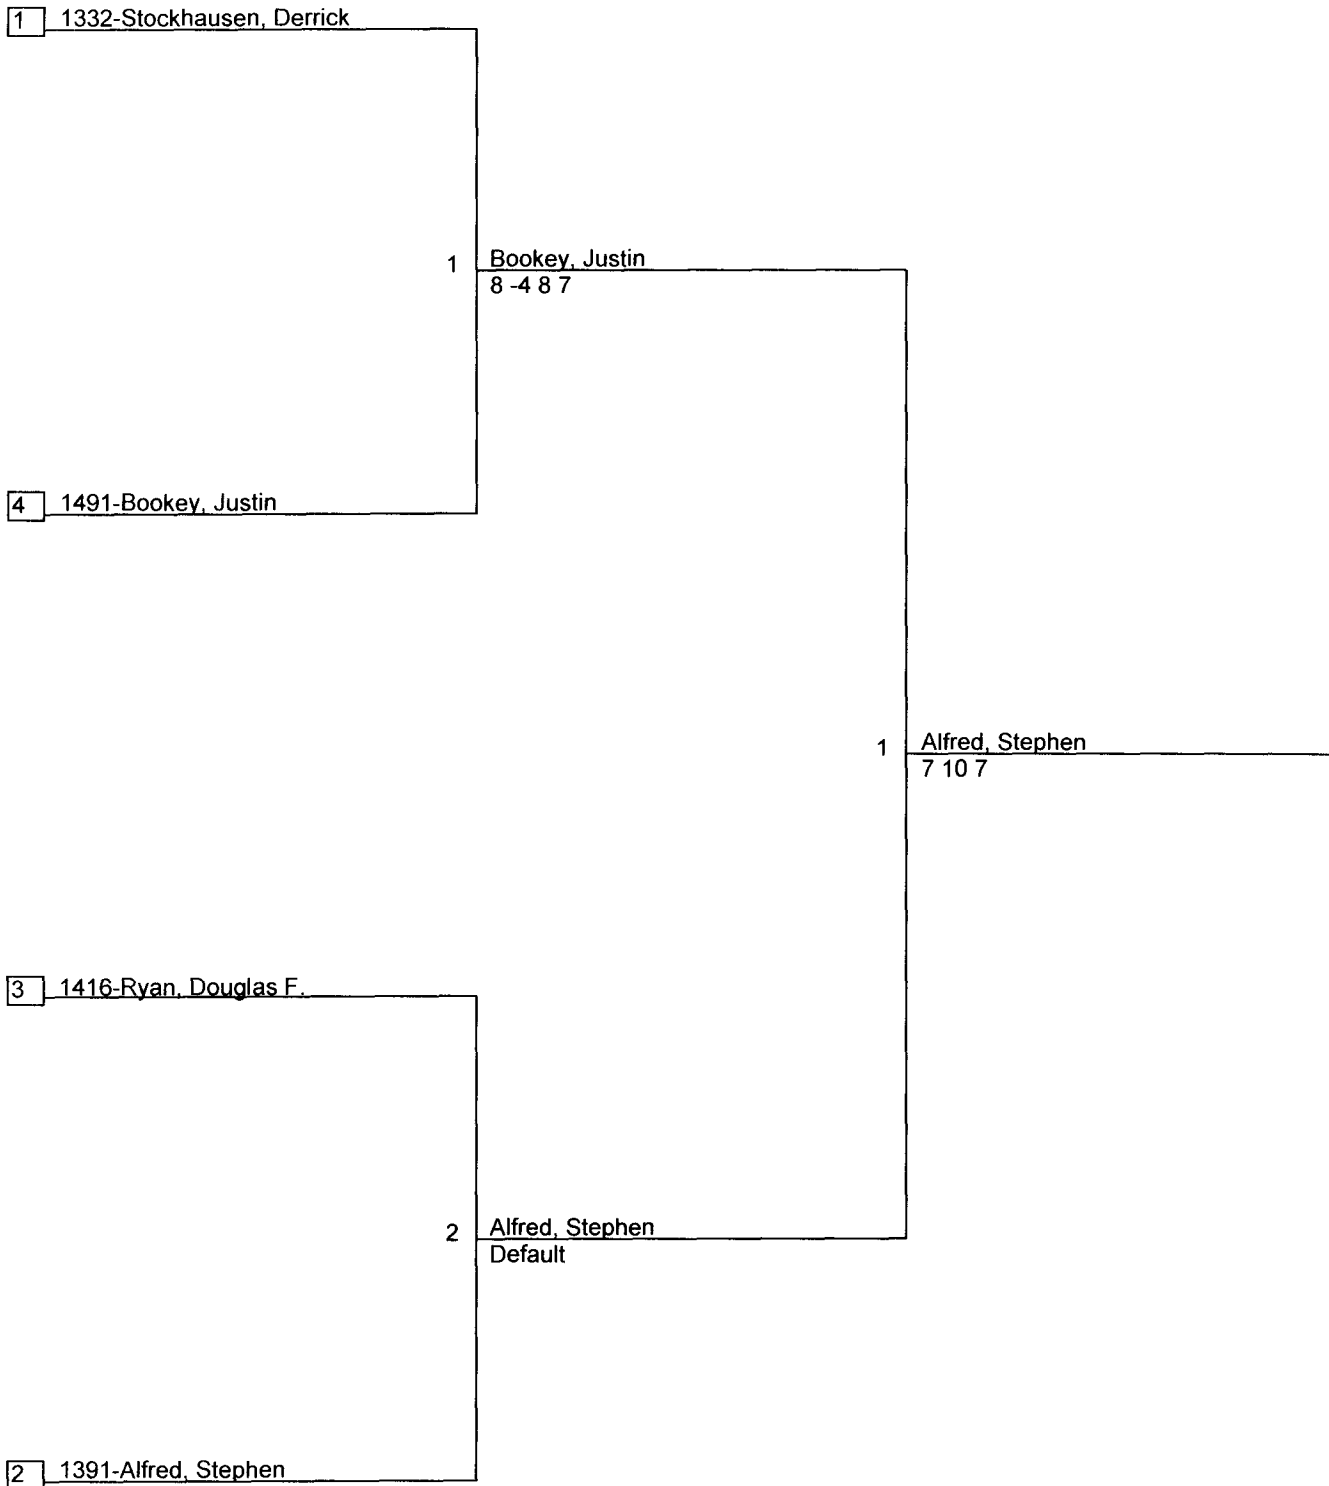 1 1332-Stockhausen, Derrick
1 Bookey, Justin
8 -4 8 7
4 1491-Bookey, Justin
1 Alfred, Stephen
7 10 7
3 1416-Ryan, Douglas F.
2 Alfred, Stephen
Default
2 1391-Alfred, Stephen